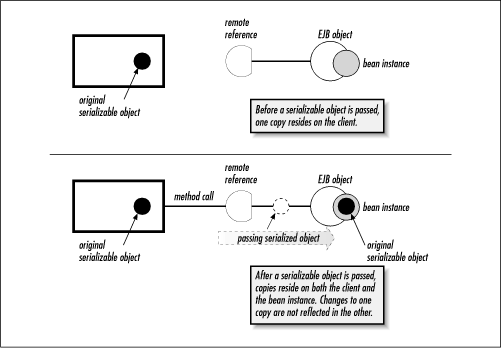 remote
reference
EJB object
bean instance
original
serializable object
Before a serializable object is passed,
one copy resides on the client.
remote
reference
EJB object
method call
bean instance
passing serialized object
original
serializable object
original
serializable object
After a serializable object is passed,
copies reside on both the client and
the bean instance. Changes to one
copy are not reflected in the other.